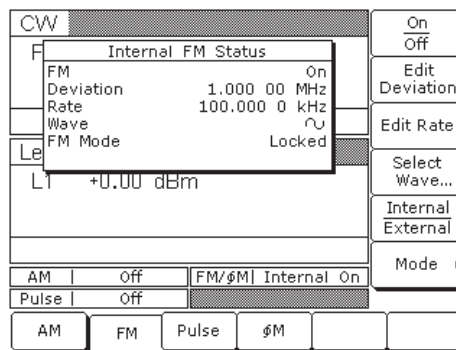 CW
On
Off
F
Internal FM Status
FM On
Deviation 1.000 00 MHz
Rate 100.000 0 kHz
Wave
FM Mode Locked
Edit
Deviation
Edit Rate
Le
L1 +0.00 dBm
Select
Wave...
Internal
External
Mode
AM | Off FM/ϕM| Internal On
Pulse | Off
AM FM Pulse ϕM